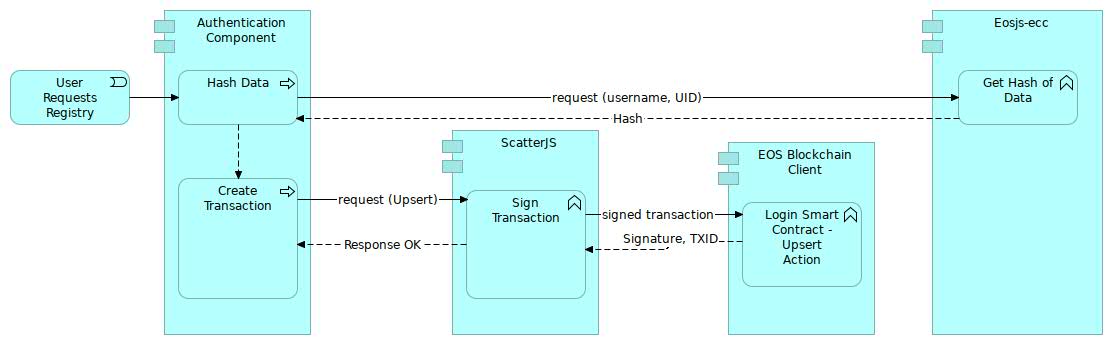 Authentication
Component
Eosjs-ecc
User
Requests
Registry
Hash Data
request (username, UID)
Get Hash of
Data
Hash
ScatterJS
EOS Blockchain
Client
Create
Transaction
request (Upsert)
Sign
Transaction
signed transaction
Login Smart
Contract -
Upsert
Action
Response OK
Signature, TXID